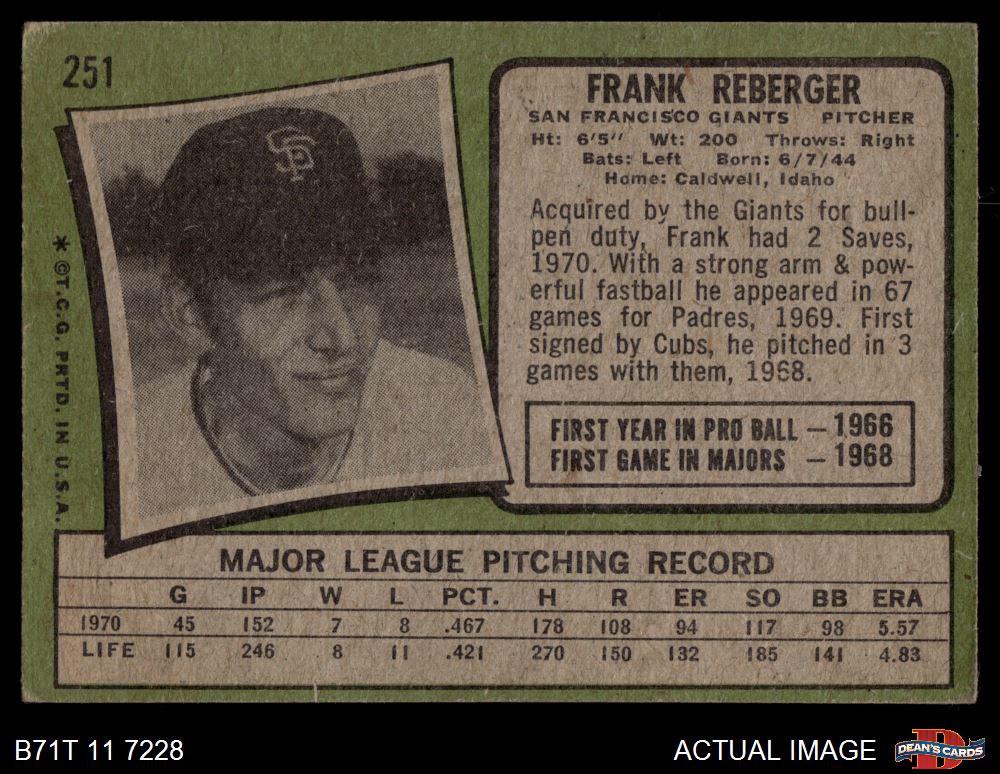 251
* ©T.C.G. PRTD. IN U.S.A.
SF
FRANK REBERGER
SAN FRANCISCO GIANTS PITCHER
Ht: 6'5" Wt: 200 Throws: Right
Bats: Left Born: 6/7/44
Home: Caldwell, Idaho
Acquired by the Giants for bull-
pen duty, Frank had 2 Saves,
1970. With a strong arm & pow-
erful fastball he appeared in 67
games for Padres, 1969. First
signed by Cubs, he pitched in 3
games with them, 1968.
FIRST YEAR IN PRO BALL — 1966
FIRST GAME IN MAJORS — 1968
MAJOR LEAGUE PITCHING RECORD
G IP W L PCT. H R ER SO BB ERA
1970 45 152 7 8 .467 178 108 94 117 98 5.57
LIFE 115 246 8 11 .421 270 150 132 185 141 4.83
B71T 11 7228
ACTUAL IMAGE
D
DEAN'S CARDS